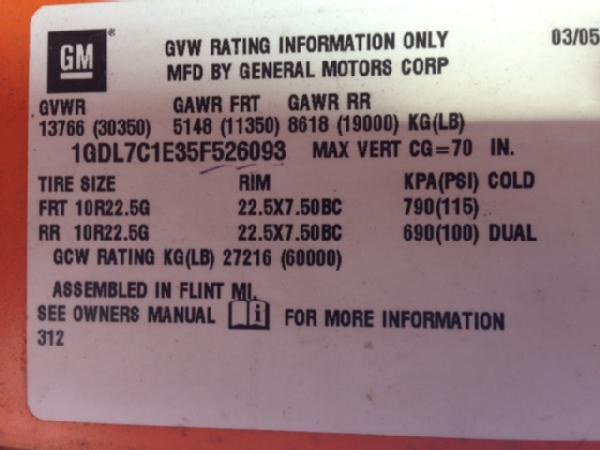 GM ® GVW RATING INFORMATION ONLY 03/05
MFD BY GENERAL MOTORS CORP
GVWR GAWR FRT GAWR RR
13766 (30350) 5148 (11350) 8618 (19000) KG(LB)
1GDL7C1E35F526093 MAX VERT CG=70 IN.
TIRE SIZE RIM KPA(PSI) COLD
FRT 10R22.5G 22.5X7.50BC 790(115)
RR 10R22.5G 22.5X7.50BC 690(100) DUAL
GCW RATING KG(LB) 27216 (60000)
ASSEMBLED IN FLINT MI.
SEE OWNERS MANUAL i FOR MORE INFORMATION
312